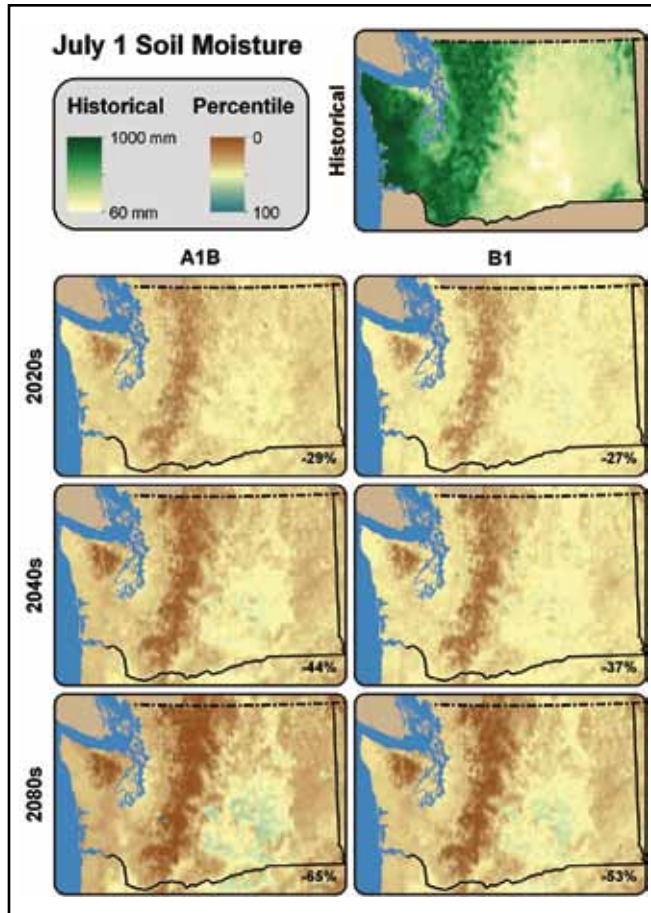 July 1 Soil Moisture
Historical Percentile
1000 mm 0
60 mm 100
Historical
A1B B1
2020s
-29% -27%
2040s
-44% -37%
2080s
-65% -53%